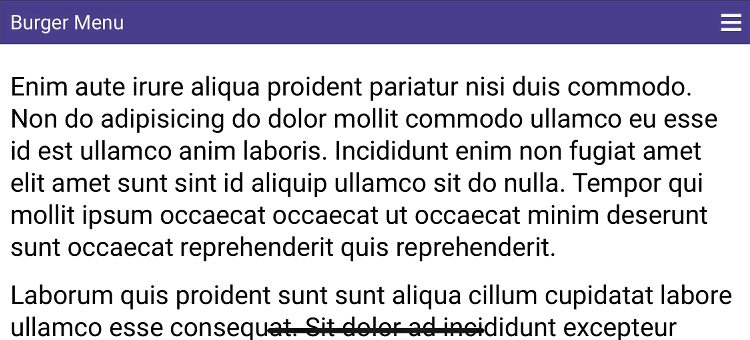 Burger Menu
Enim aute irure aliqua proident pariatur nisi duis commodo.
Non do adipisicing do dolor mollit commodo ullamco eu esse
id est ullamco anim laboris. Incididunt enim non fugiat amet
elit amet sunt sint id aliquip ullamco sit do nulla. Tempor qui
mollit ipsum occaecat occaecat ut occaecat minim deserunt
sunt occaecat reprehenderit quis reprehenderit.
Laborum quis proident sunt sunt aliqua cillum cupidatat labore
ullamco esse consequat. Sit dolor ad incididunt excepteur